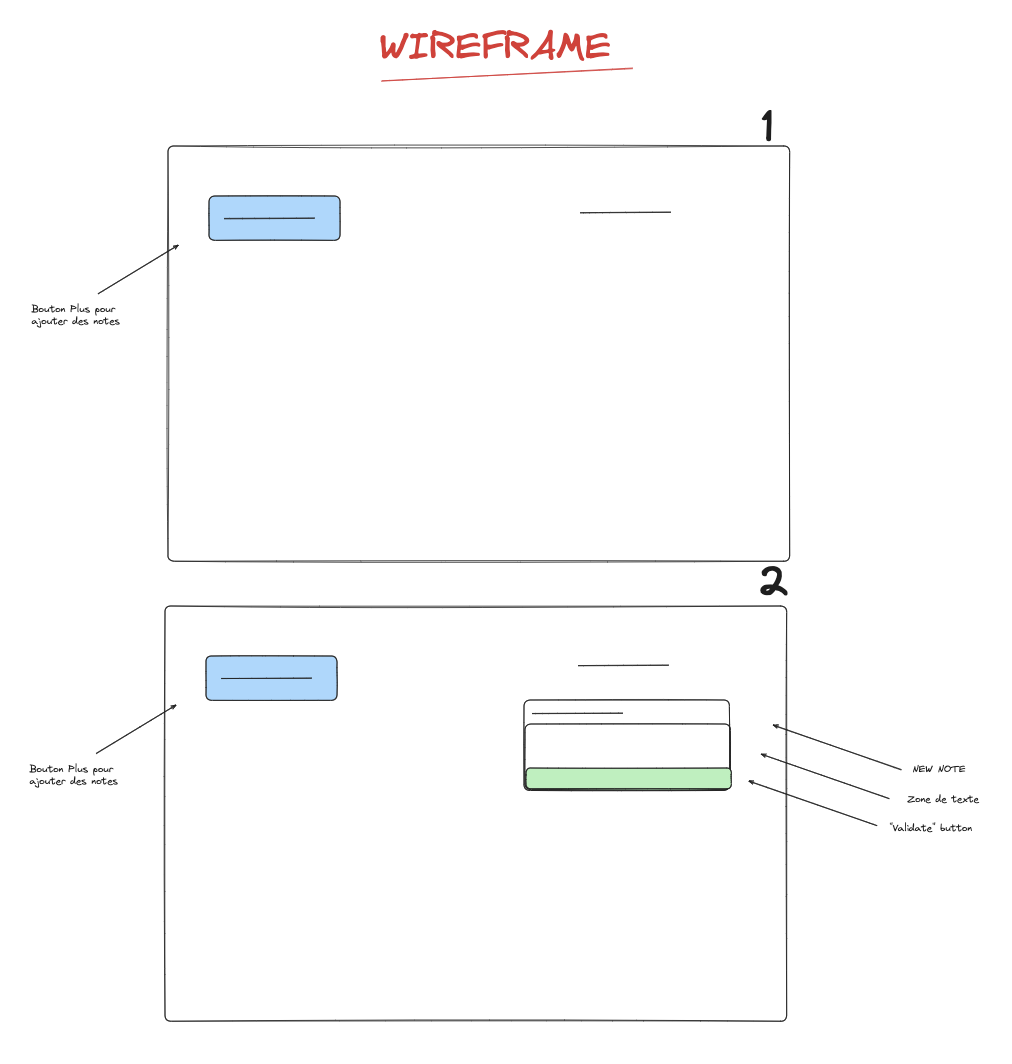 WIREFRAME
1
Bouton Plus pour
ajouter des notes
2
Bouton Plus pour
ajouter des notes
NEW NOTE
Zone de texte
"Validate" button